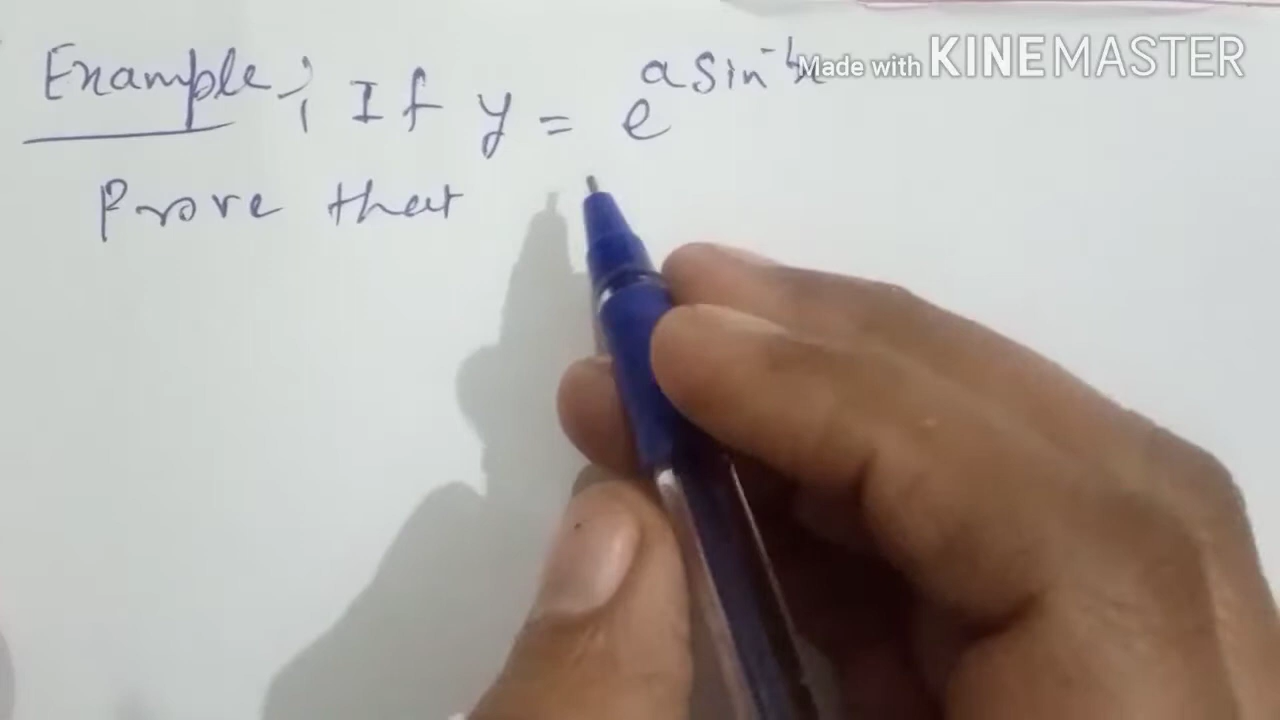 Example :; If y = e^a sin⁻¹x
Made with KINEMASTER
Prove that